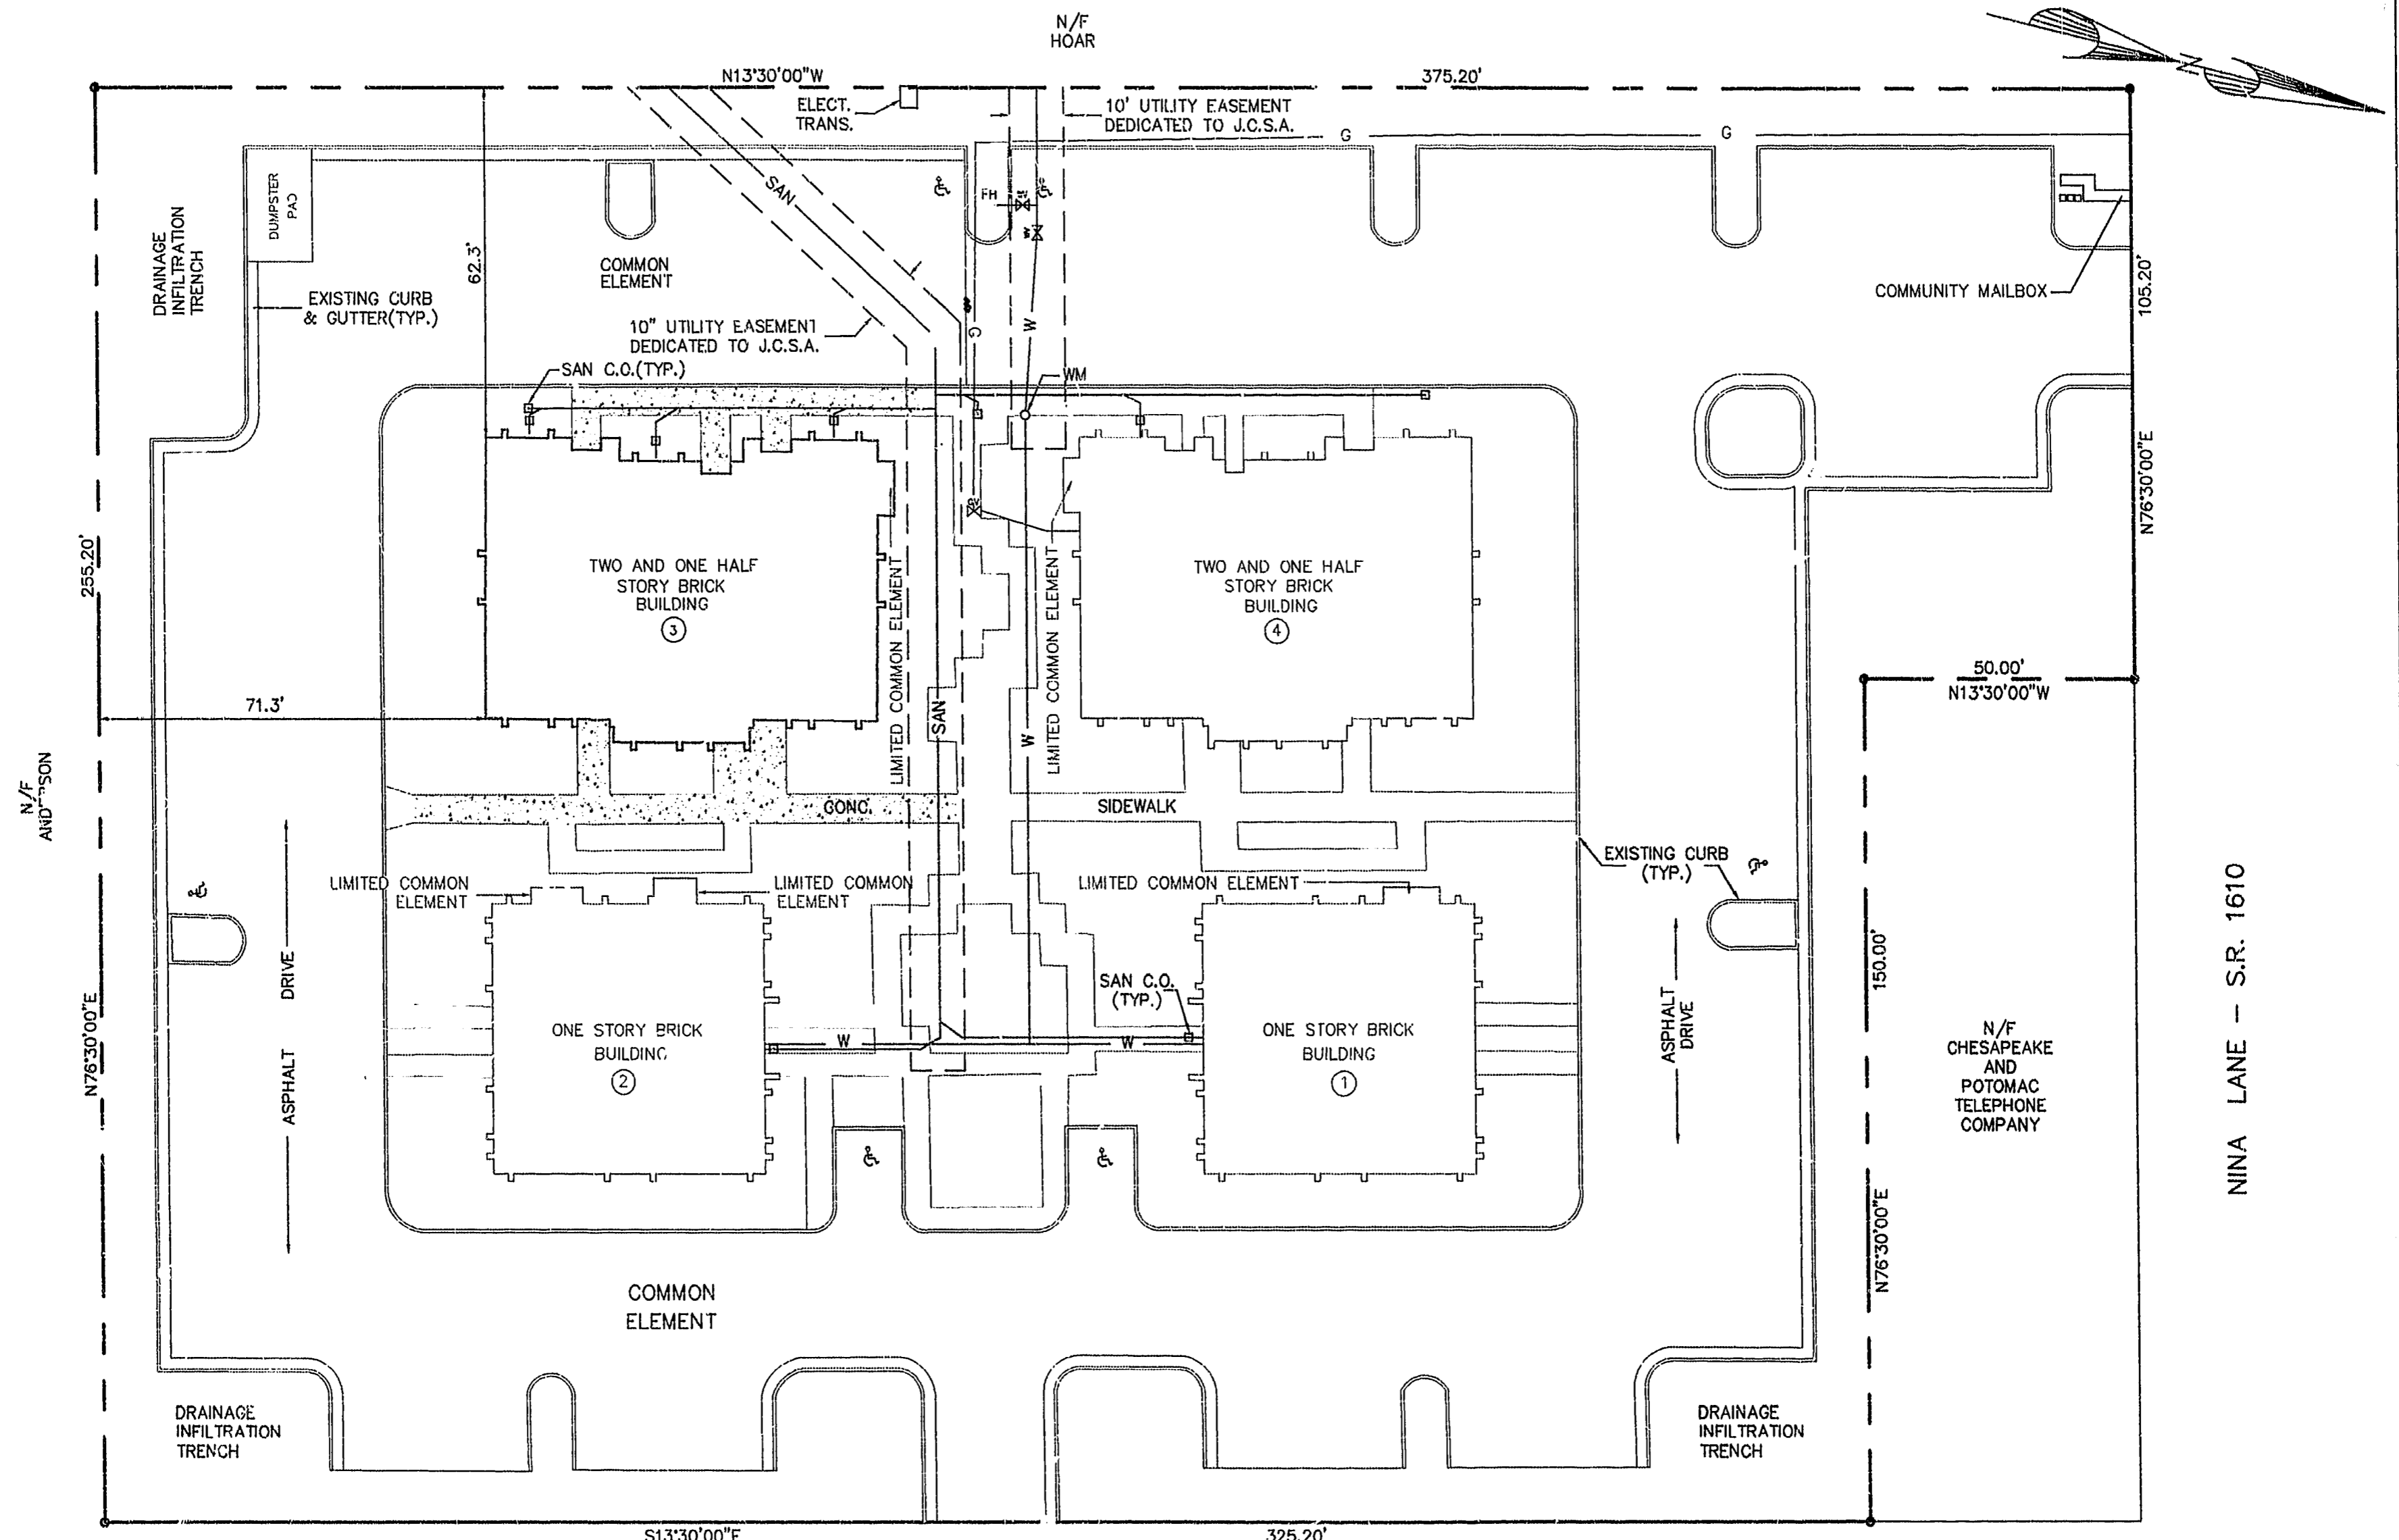 N/F
HOAR
N13°30'00"W
375.20'
ELECT.
TRANS.
10' UTILITY EASEMENT
DEDICATED TO J.C.S.A.
G
G
N
DUMPSTER
PAD
DRAINAGE
INFILTRATION
TRENCH
SAN
FH
W
62.3'
COMMON
ELEMENT
EXISTING CURB
& GUTTER(TYP.)
COMMUNITY MAILBOX
105.20'
10" UTILITY EASEMENT
DEDICATED TO J.C.S.A.
G
W
SAN C.O.(TYP.)
WM
N76°30'00"E
255.20'
TWO AND ONE HALF
STORY BRICK
BUILDING
3
LIMITED COMMON ELEMENT
LIMITED COMMON ELEMENT
TWO AND ONE HALF
STORY BRICK
BUILDING
4
50.00'
N13°30'00"W
71.3'
SAN
W
N/F
CONC.
SIDEWALK
EXISTING CURB
(TYP.)
LIMITED COMMON
ELEMENT
LIMITED COMMON
ELEMENT
LIMITED COMMON ELEMENT
ASPHALT DRIVE
150.00'
NINA LANE - S.R. 1610
SAN C.O.
(TYP.)
ASPHALT
DRIVE
N76°30'00"E
ONE STORY BRICK
BUILDING
2
W
W
ONE STORY BRICK
BUILDING
1
N/F
CHESAPEAKE
AND
POTOMAC
TELEPHONE
COMPANY
N76°30'00"E
COMMON
ELEMENT
DRAINAGE
INFILTRATION
TRENCH
DRAINAGE
INFILTRATION
TRENCH
S13°30'00"E
325.20'